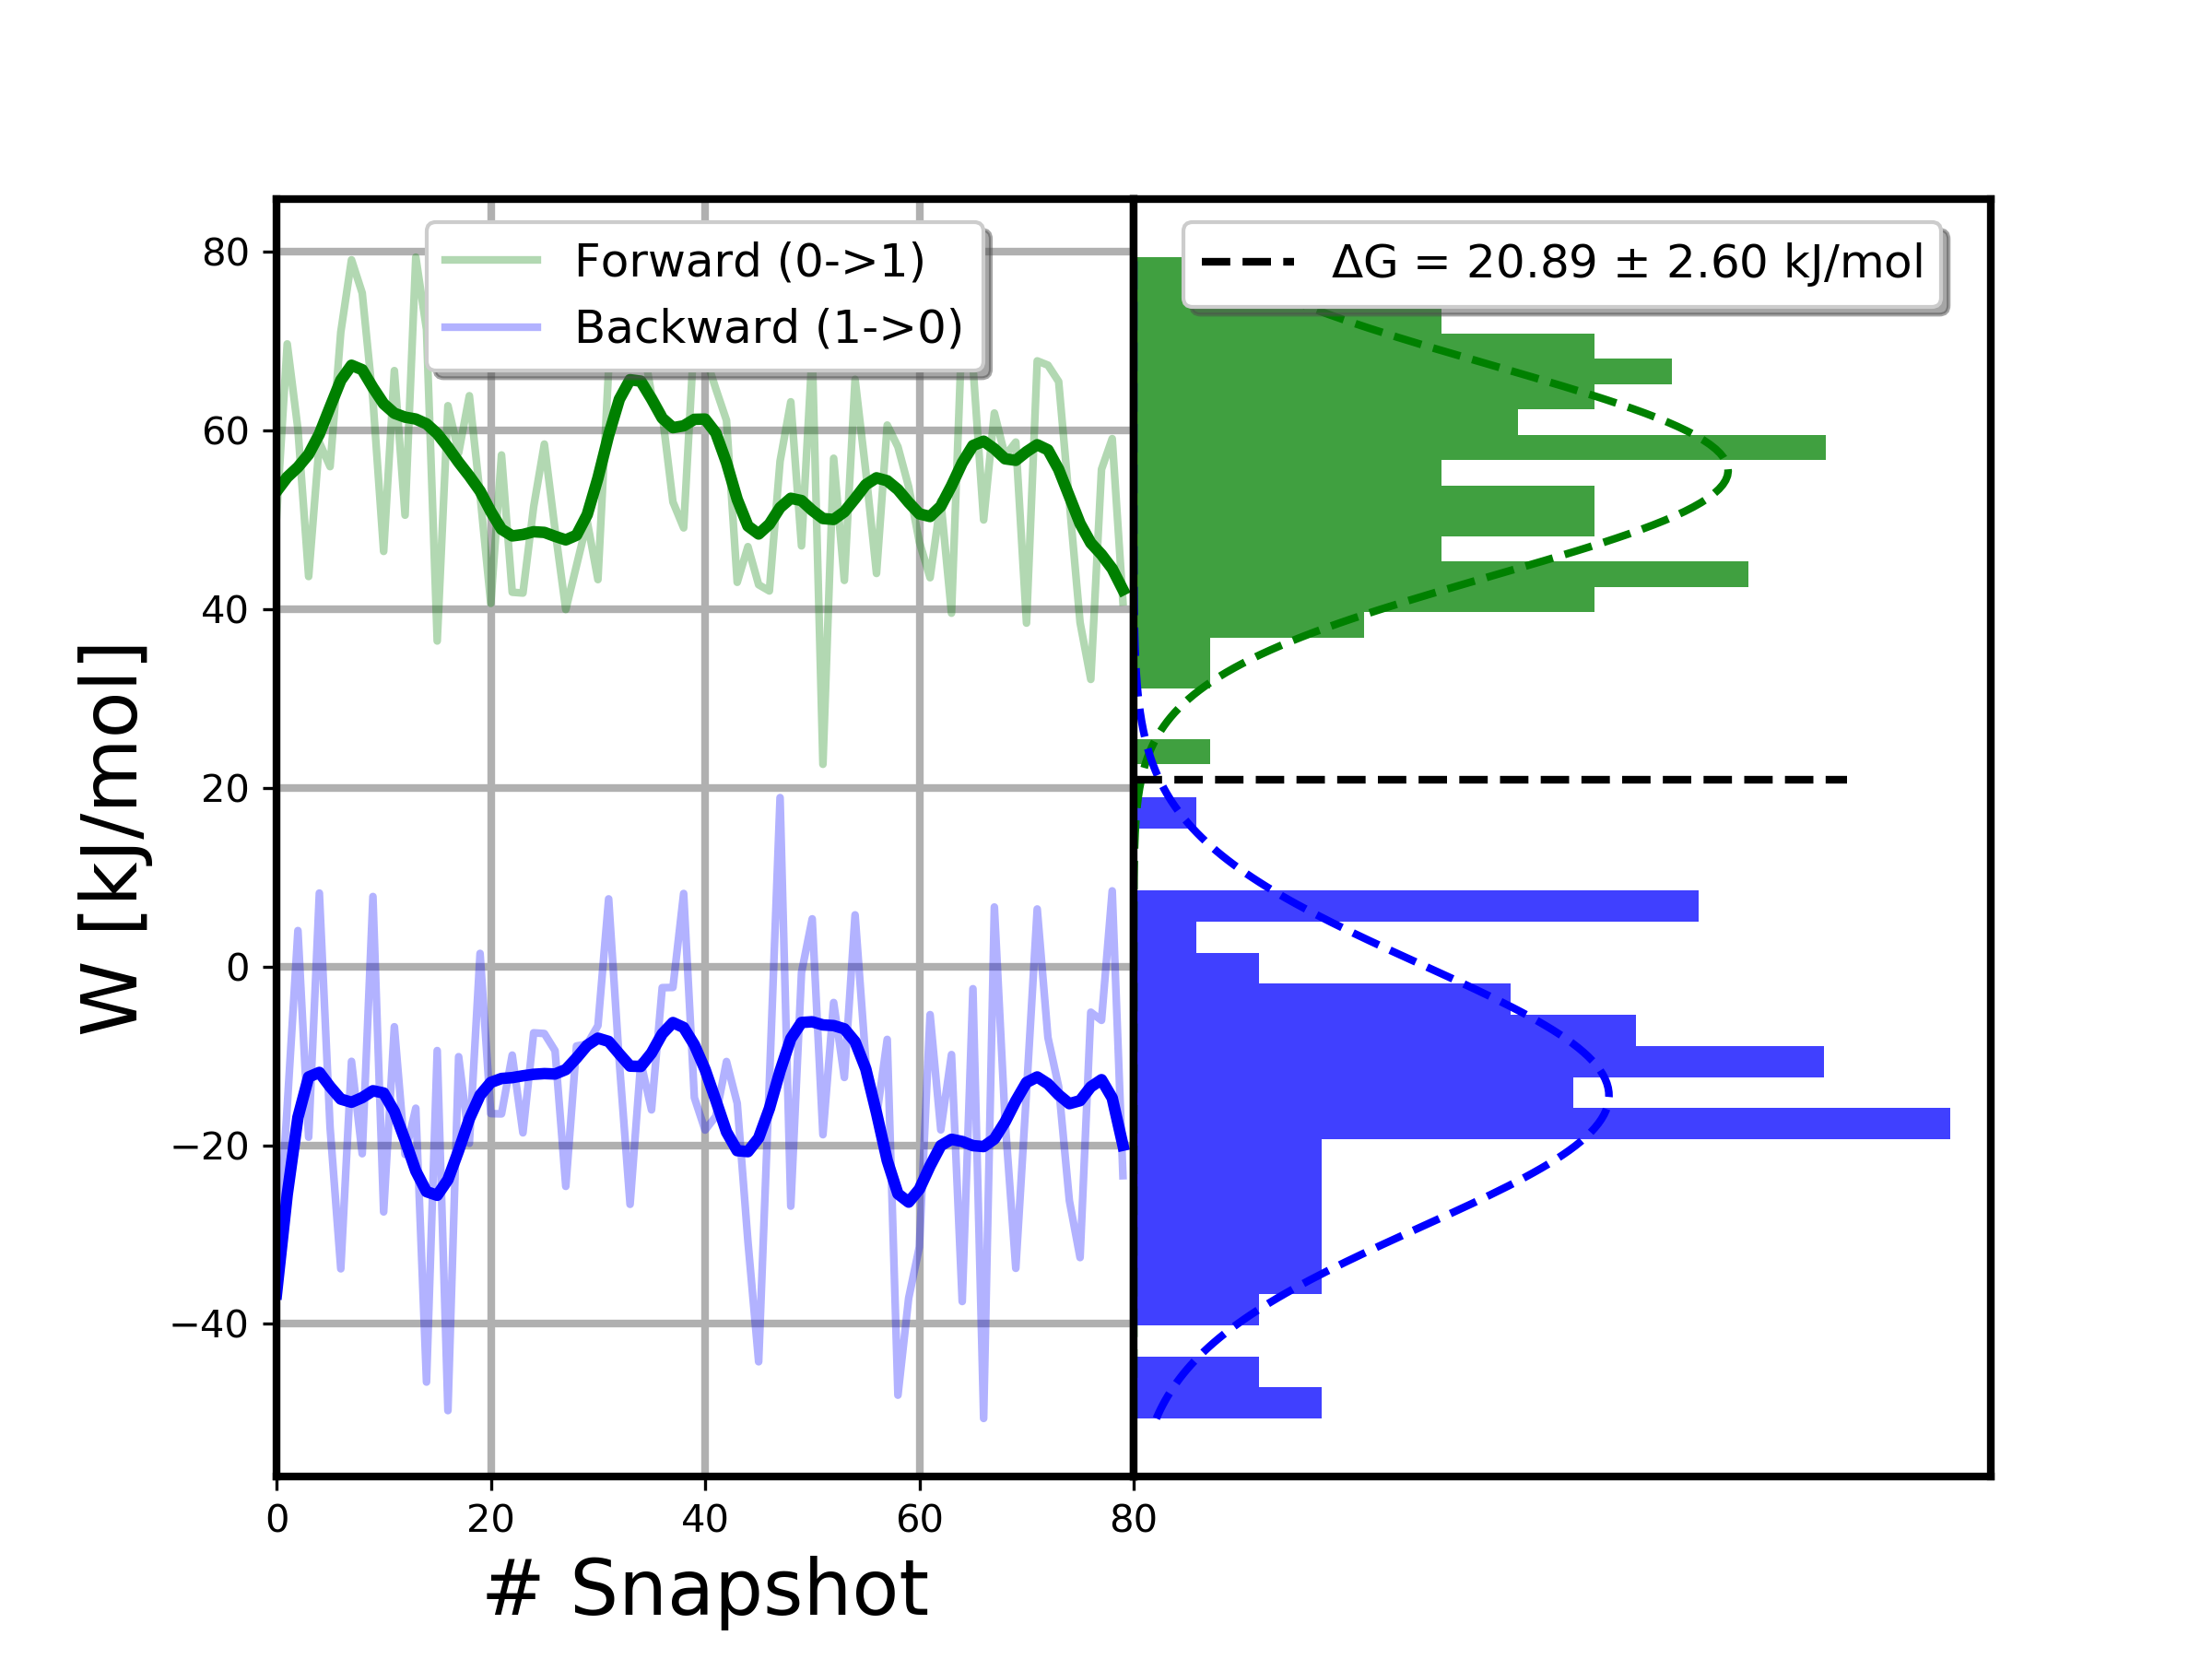 Forward (0->1)
Backward (1->0)
ΔG = 20.89 ± 2.60 kJ/mol
80
60
40
20
0
−20
−40
W [kJ/mol]
0 20 40 60 80
# Snapshot